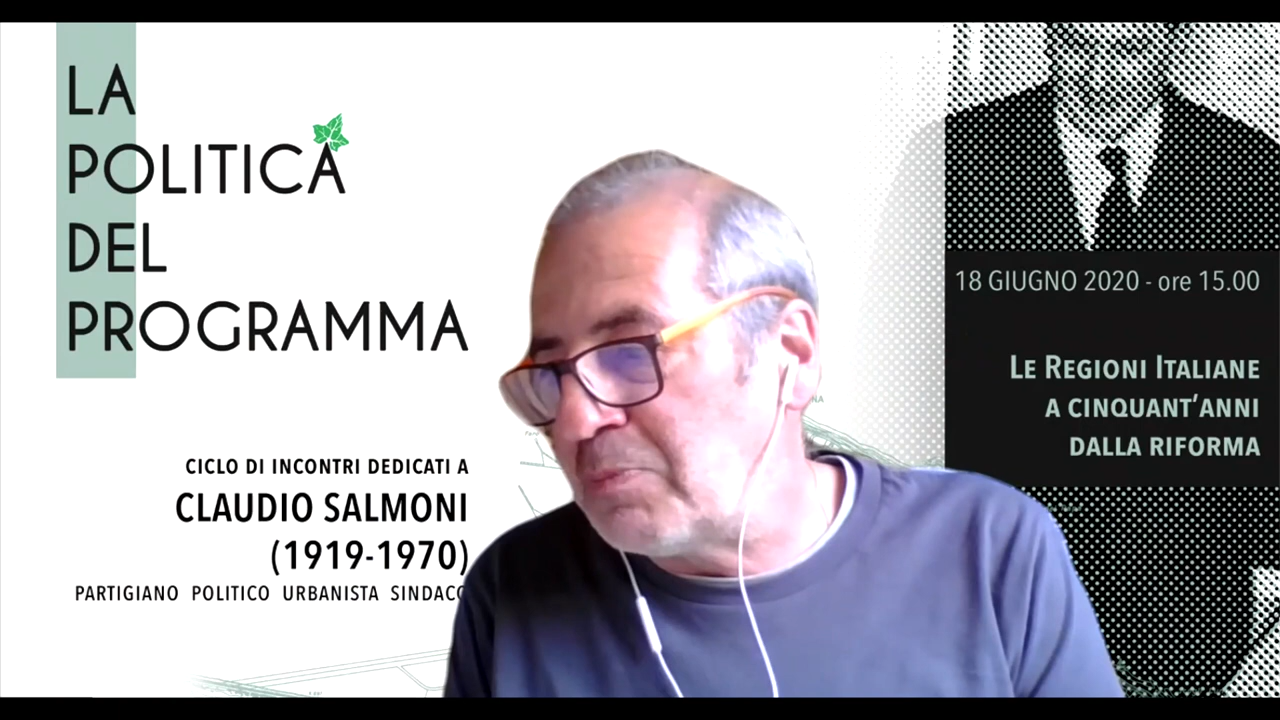 LA
POLITICA
DEL
PROGRAMMA
CICLO DI INCONTRI DEDICATI A
CLAUDIO SALMONI
(1919-1970)
PARTIGIANO POLITICO URBANISTA SINDACO
18 GIUGNO 2020 - ore 15.00
LE REGIONI ITALIANE
A CINQUANT'ANNI
DALLA RIFORMA